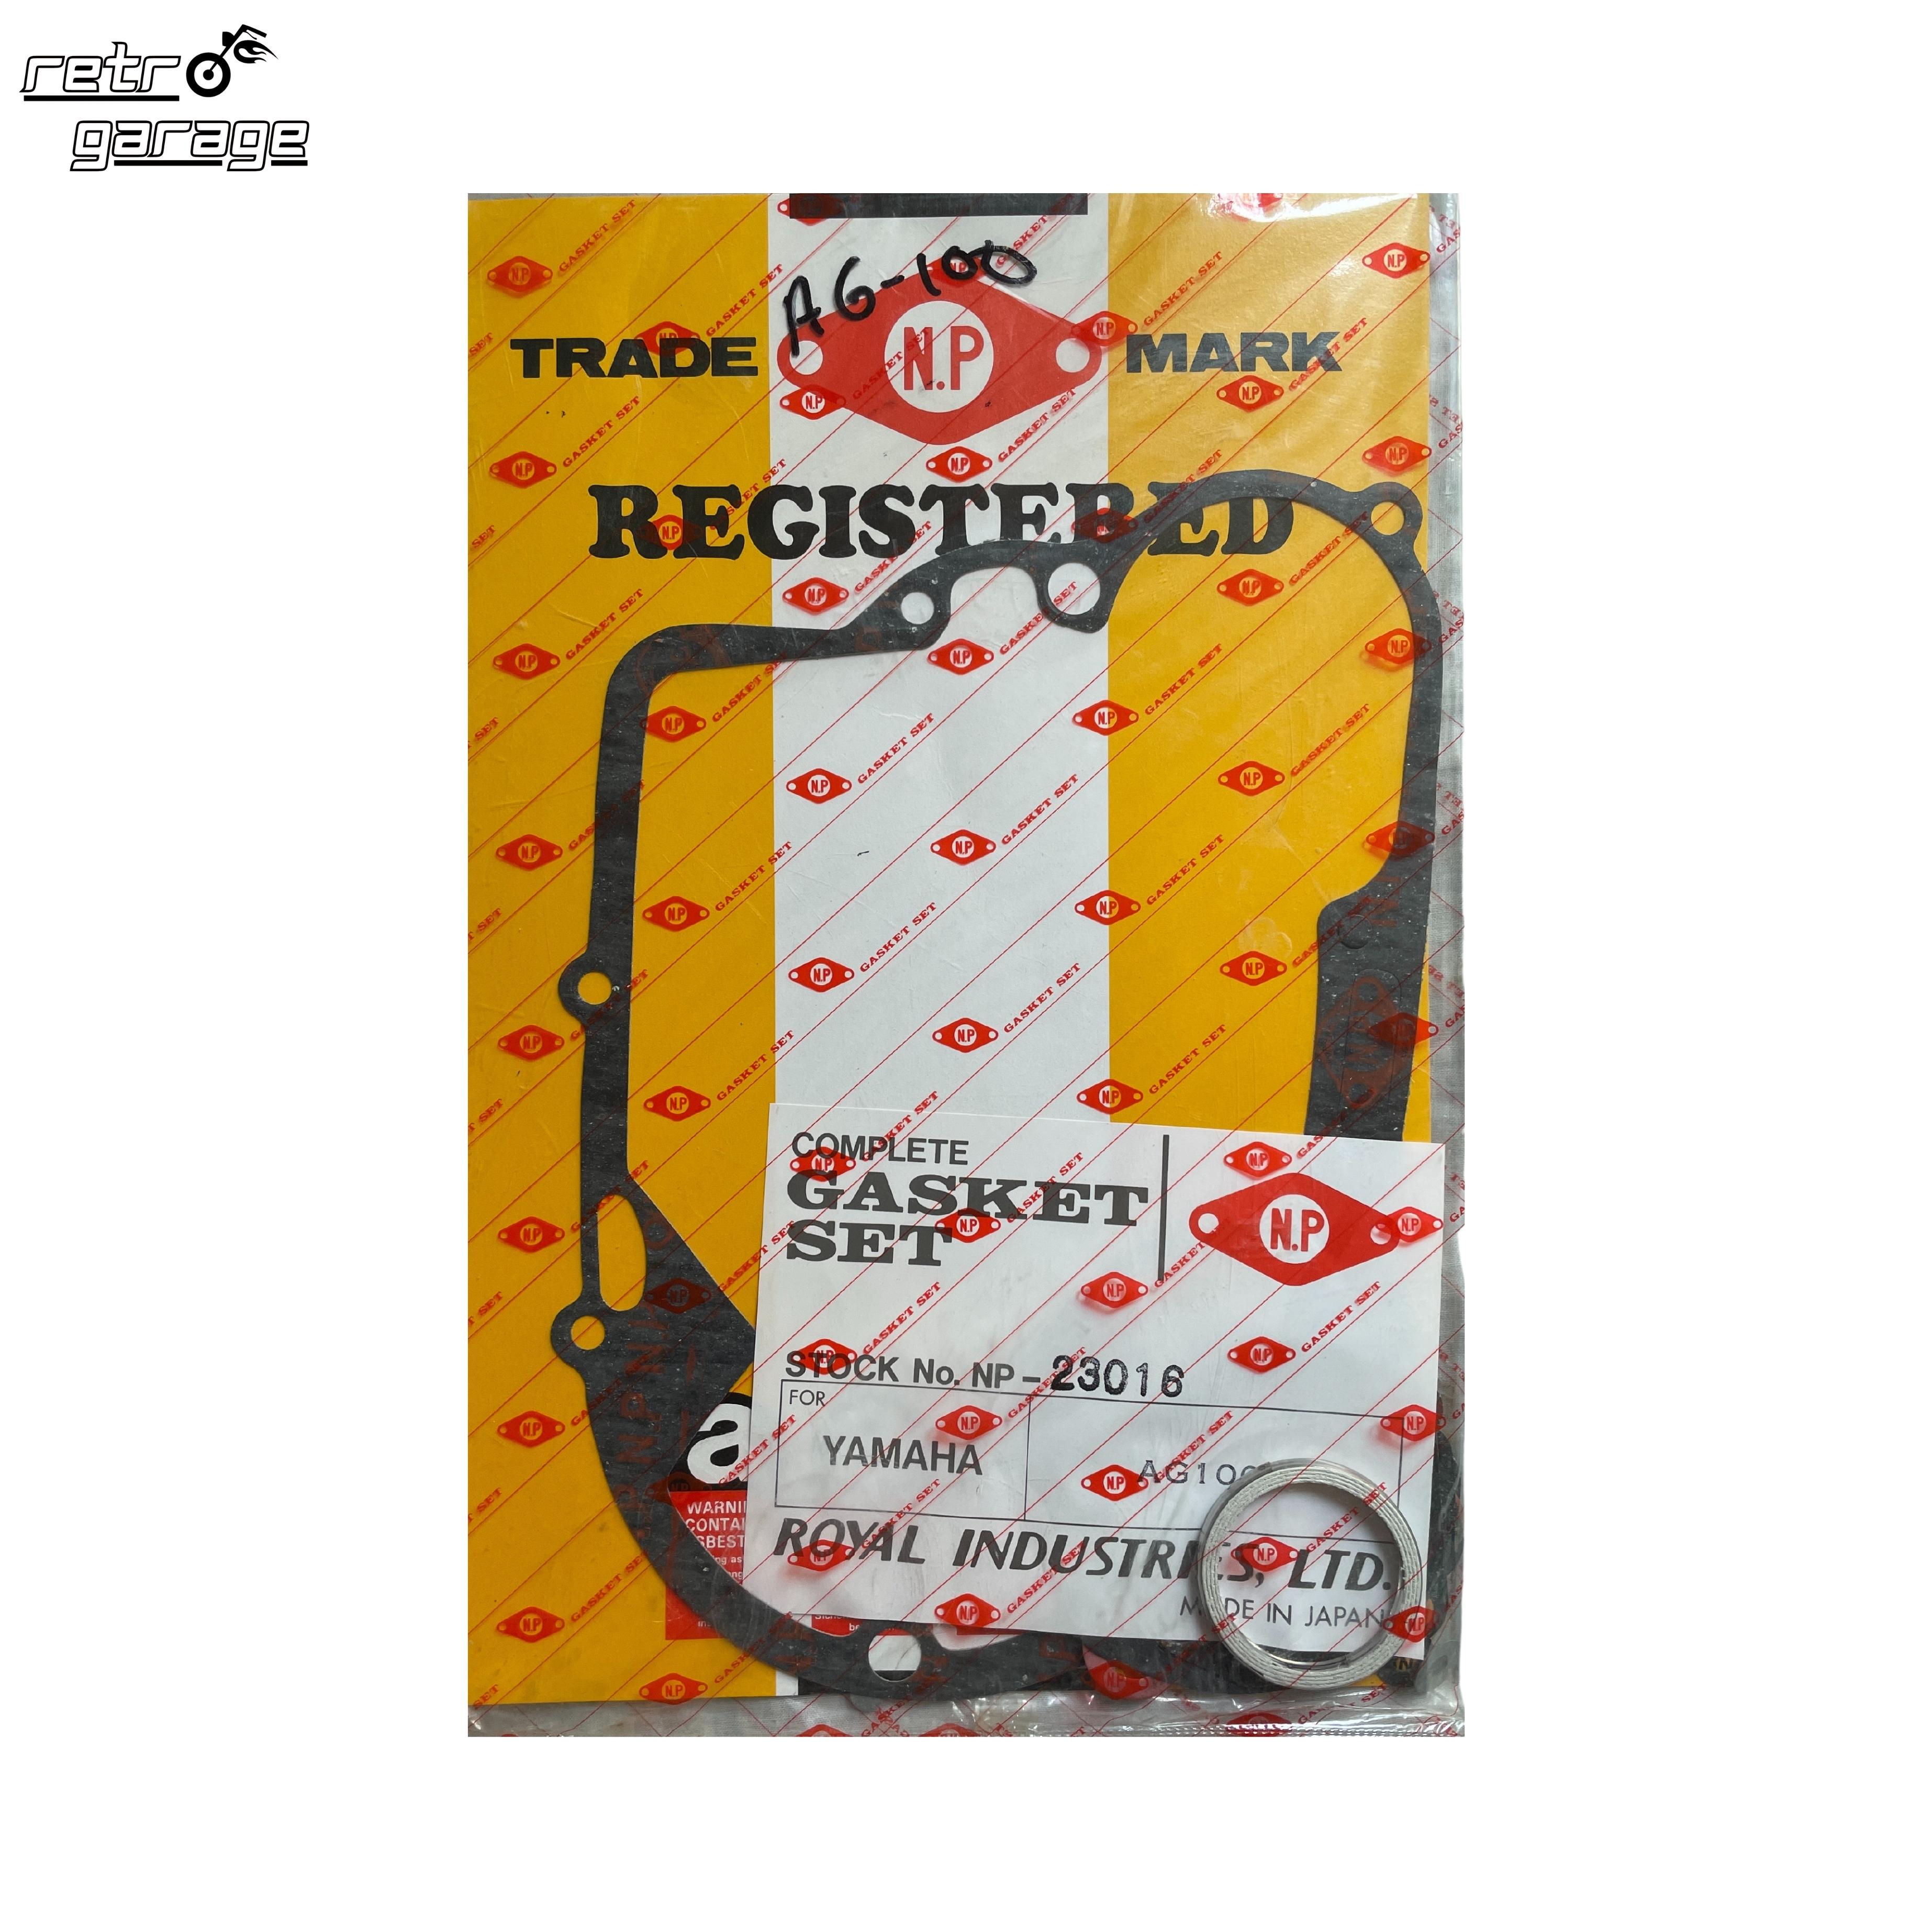 retro
garage
AG-100
TRADE N.P MARK
REGISTERED
COMPLETE
GASKET
SET
N.P
STOCK No. NP-23016
FOR
YAMAHA
AG100
ROYAL INDUSTRIES, LTD.
MADE IN JAPAN
a
N.P GASKET SET